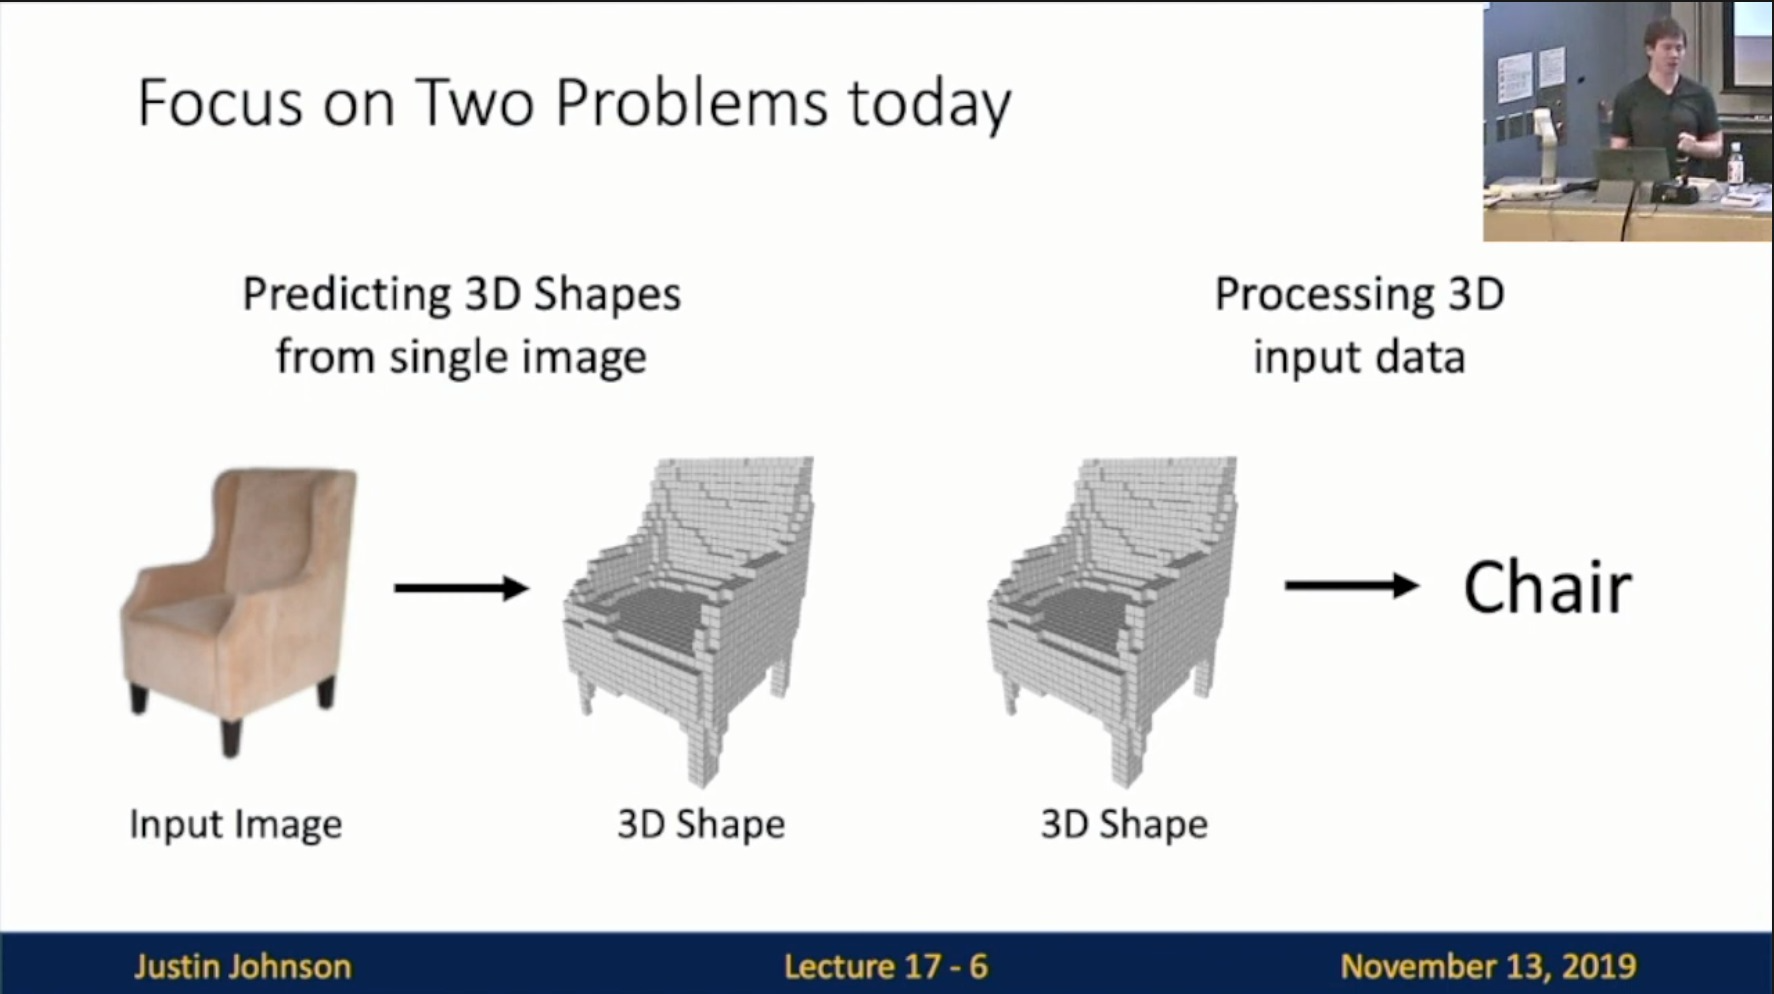 Focus on Two Problems today
Predicting 3D Shapes
from single image
Processing 3D
input data
Chair
Input Image
3D Shape
3D Shape
Justin Johnson
Lecture 17 - 6
November 13, 2019